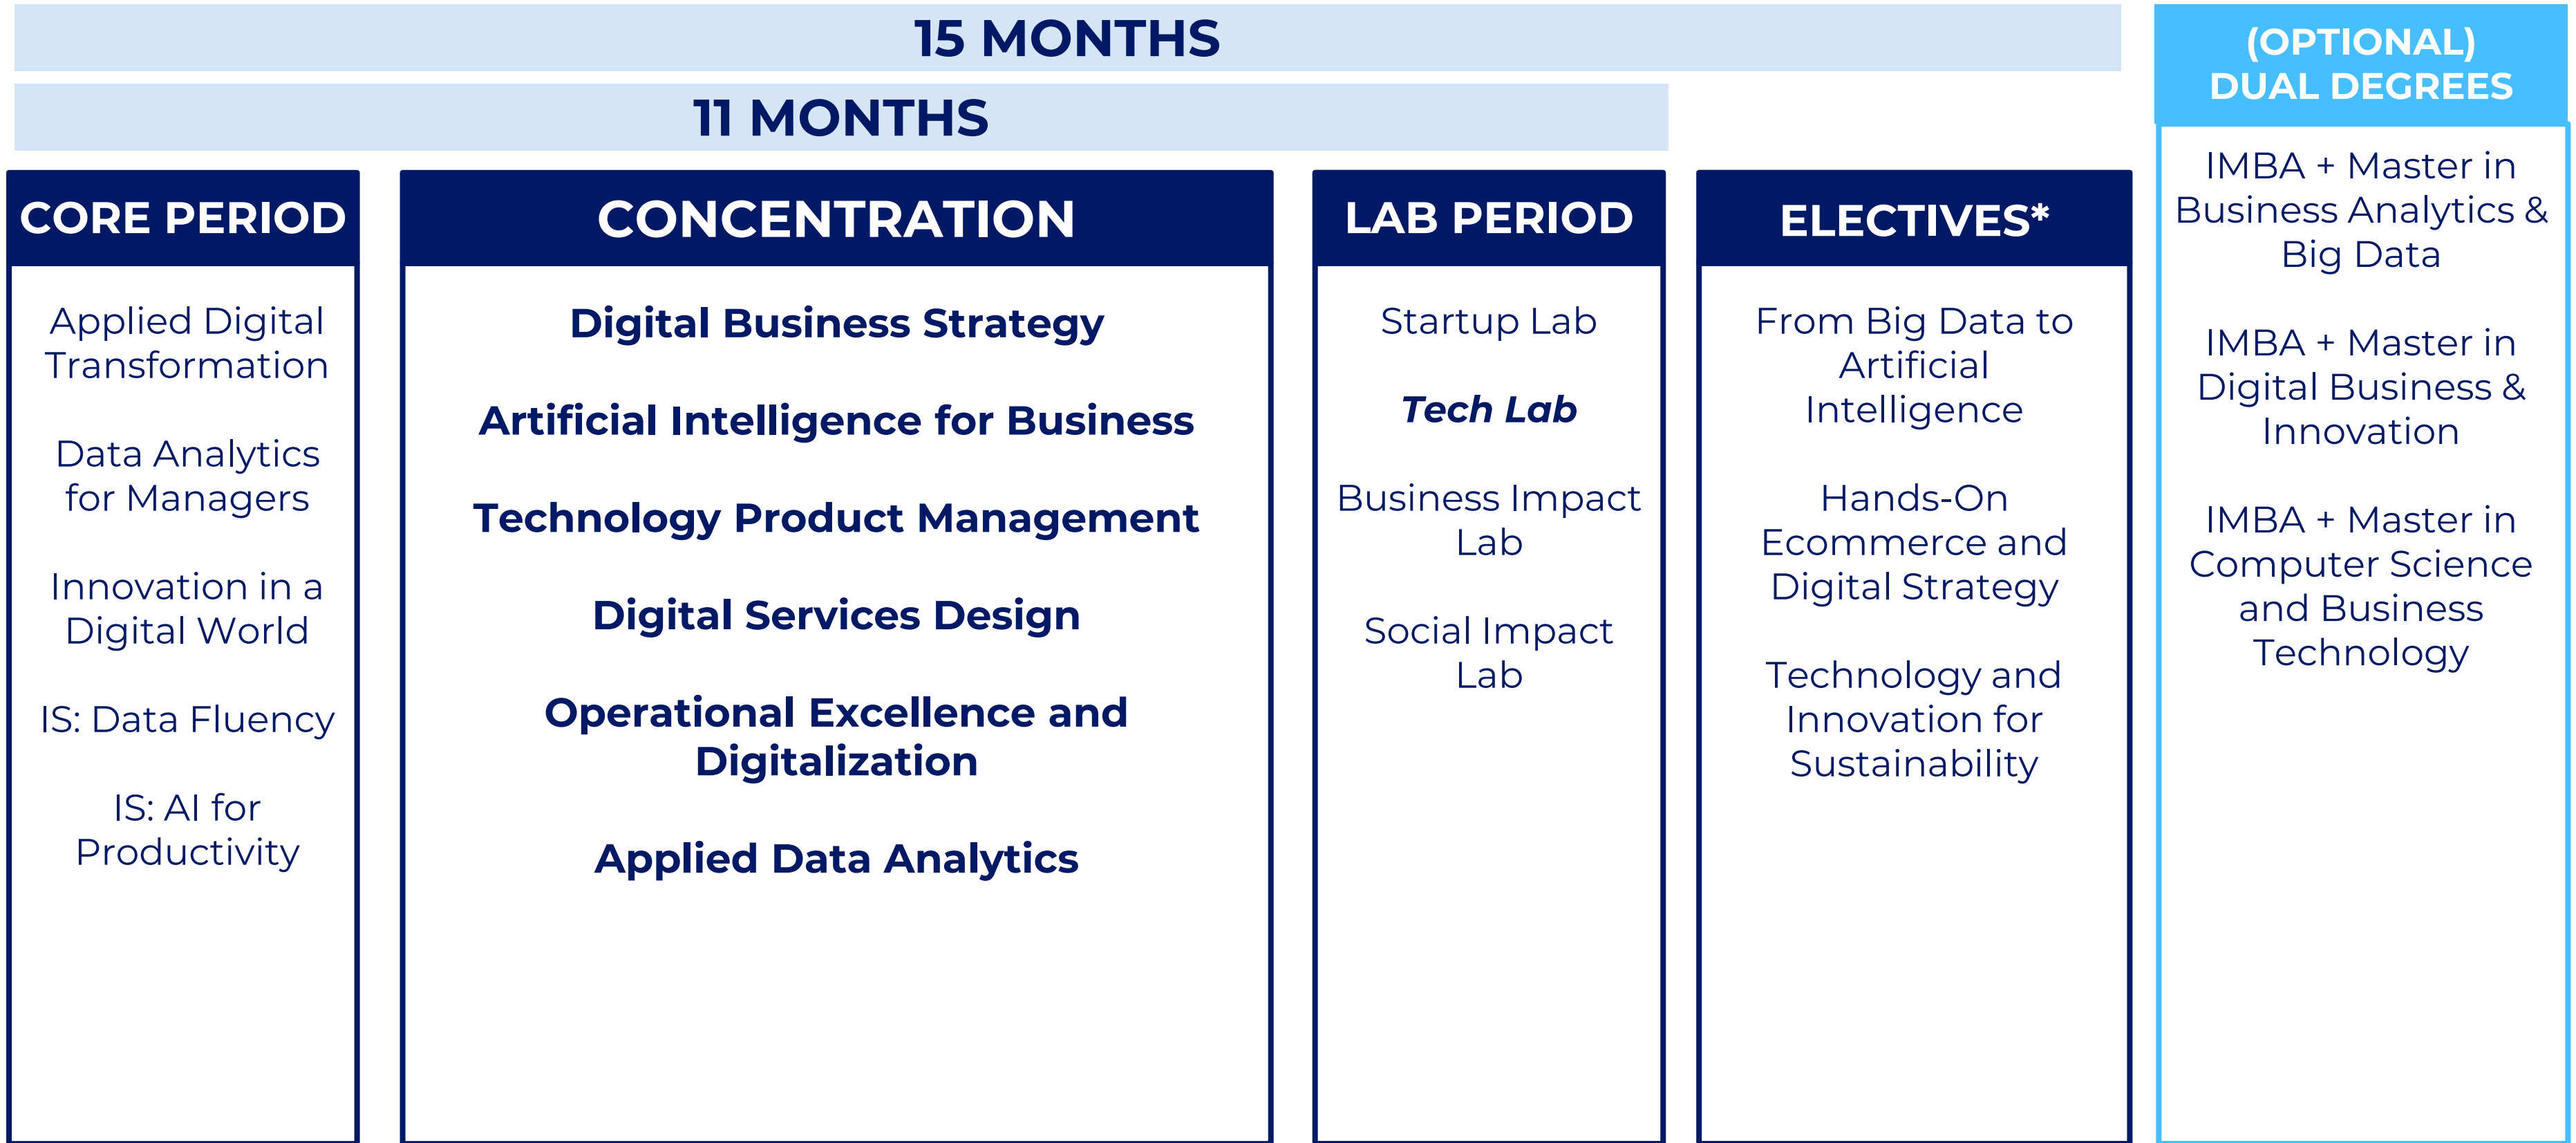 15 MONTHS
11 MONTHS
CORE PERIOD
Applied Digital
Transformation
Data Analytics
for Managers
Innovation in a
Digital World
IS: Data Fluency
IS: AI for
Productivity
CONCENTRATION
Digital Business Strategy
Artificial Intelligence for Business
Technology Product Management
Digital Services Design
Operational Excellence and
Digitalization
Applied Data Analytics
LAB PERIOD
Startup Lab
Tech Lab
Business Impact
Lab
Social Impact
Lab
ELECTIVES*
From Big Data to
Artificial
Intelligence
Hands-On
Ecommerce and
Digital Strategy
Technology and
Innovation for
Sustainability
(OPTIONAL)
DUAL DEGREES
IMBA + Master in
Business Analytics &
Big Data
IMBA + Master in
Digital Business &
Innovation
IMBA + Master in
Computer Science
and Business
Technology